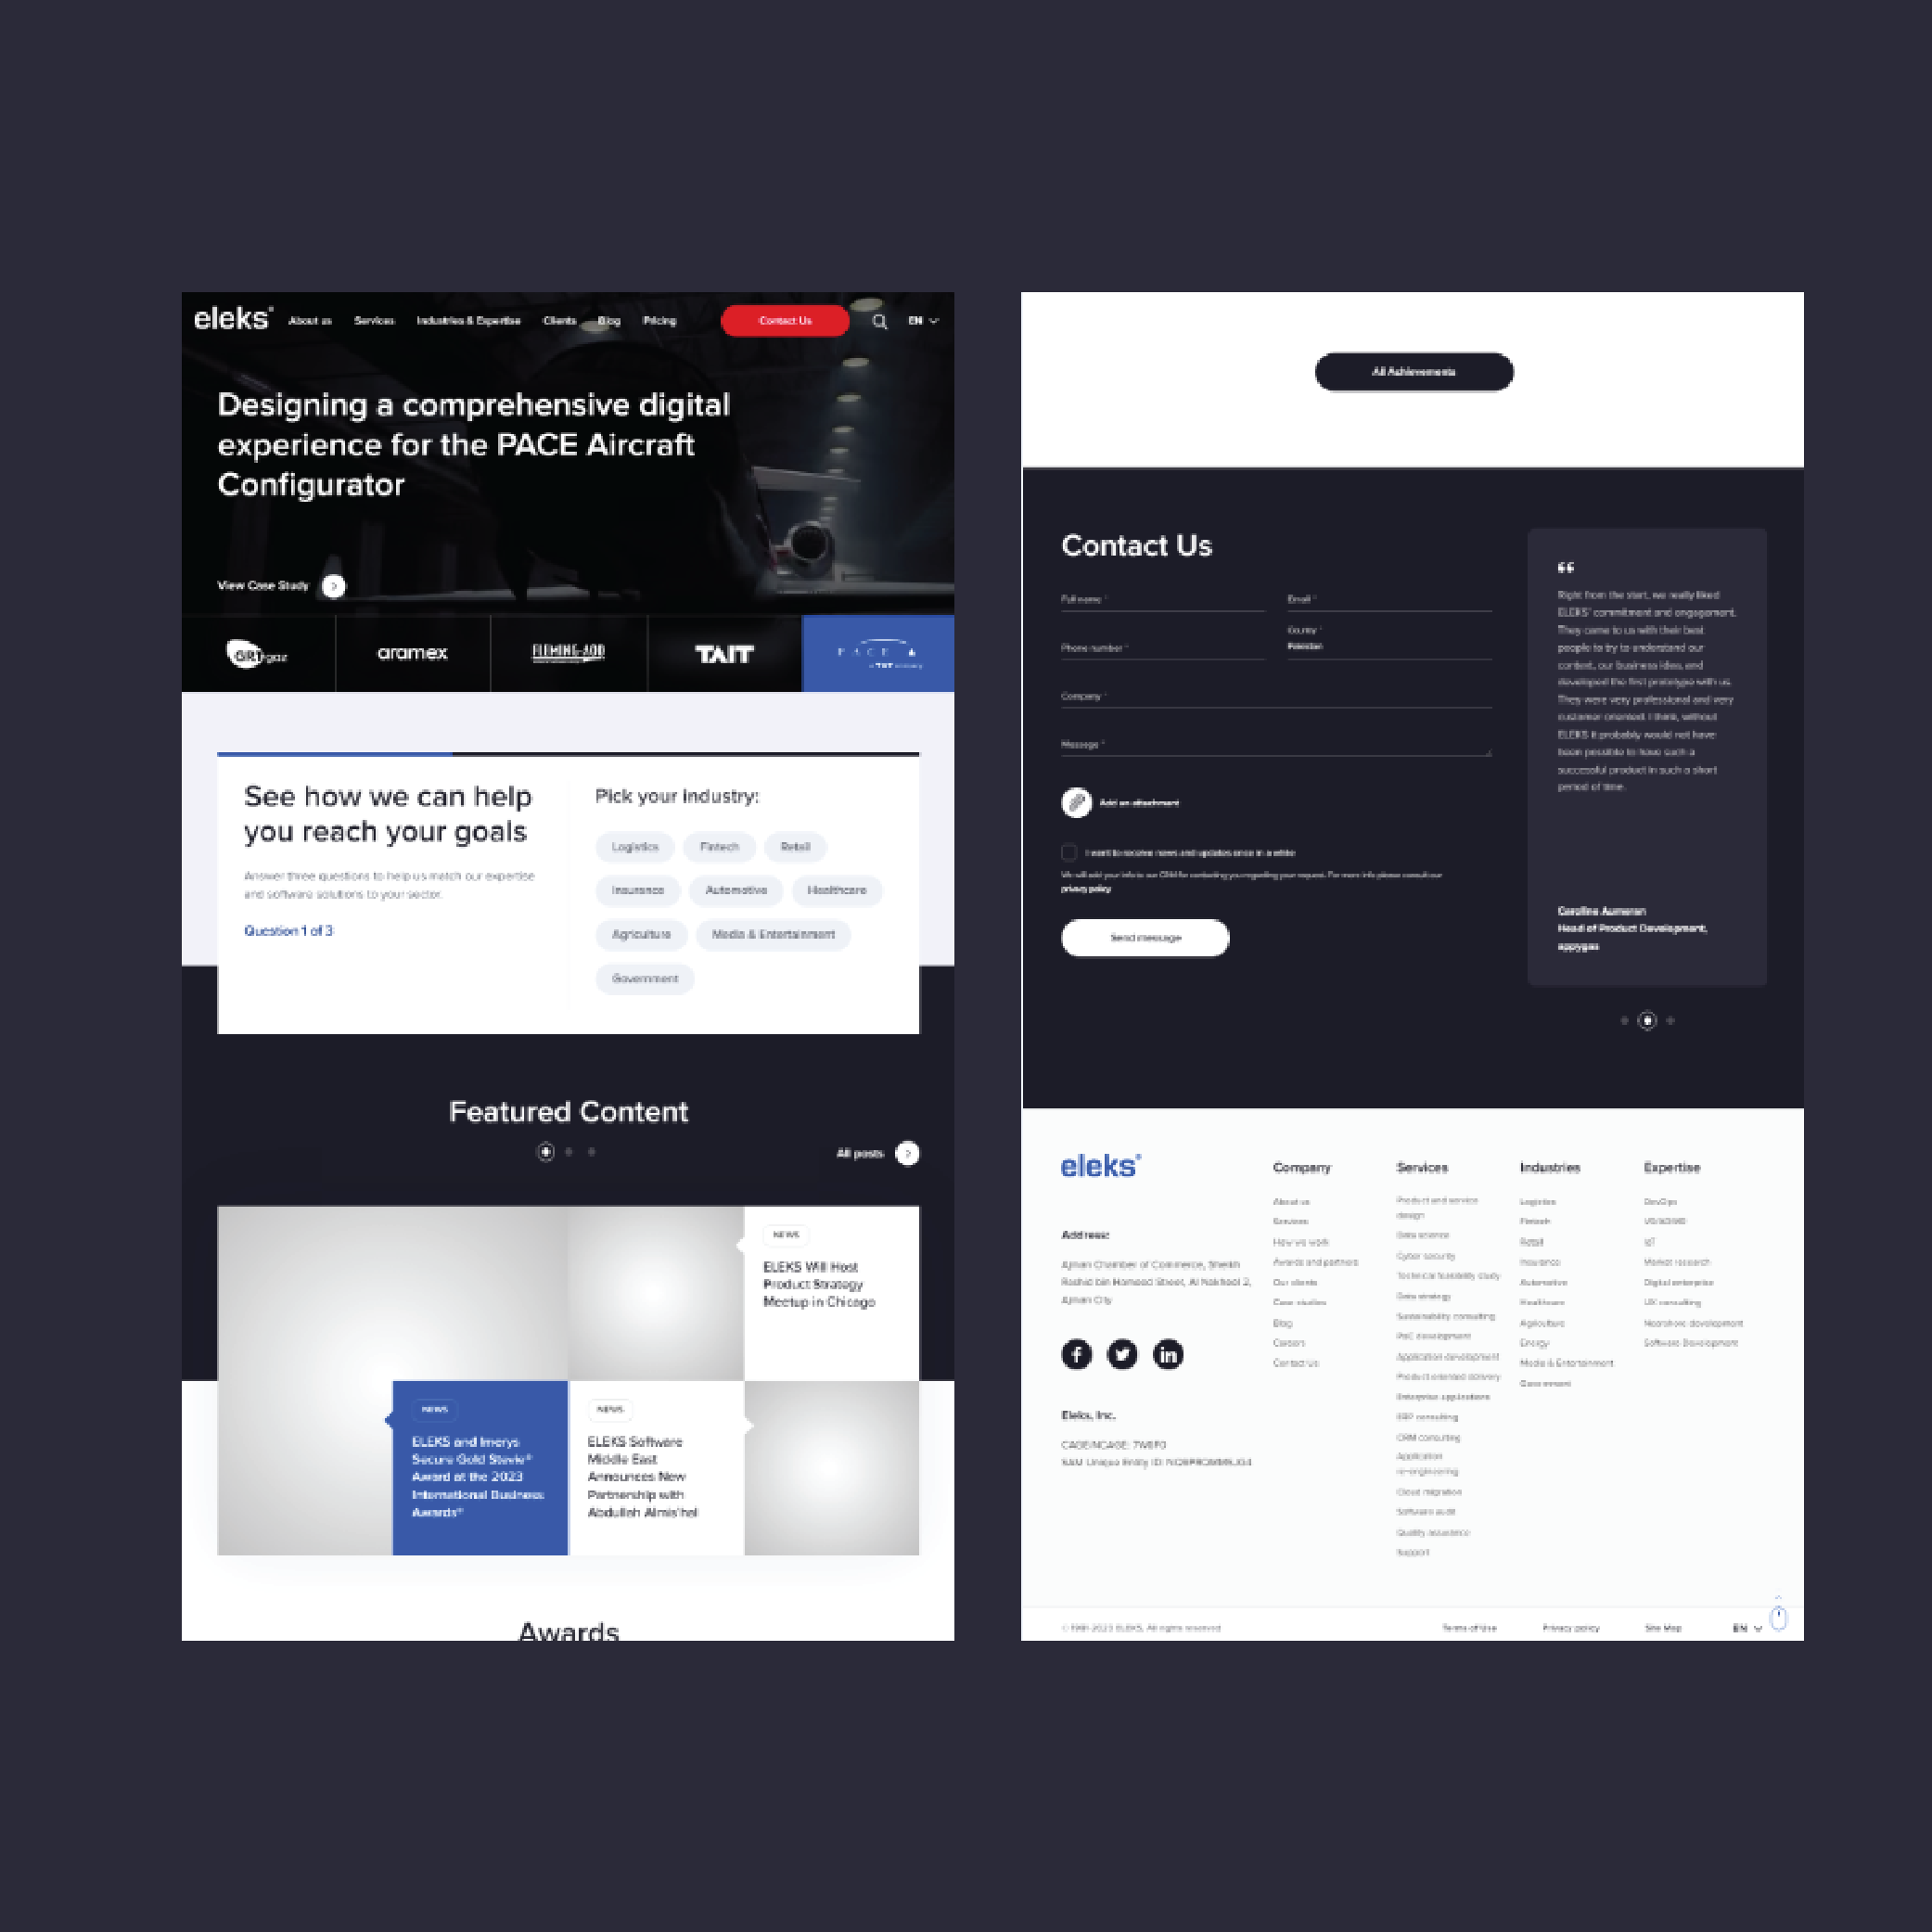 eleks®
About us Services Industries & Expertise Clients Blog Pricing Contact Us EN
Designing a comprehensive digital
experience for the PACE Aircraft
Configurator
View Case Study
GRTgaz aramex FLEMING-AOD TAIT PACE
a TXT company
See how we can help
you reach your goals
Answer three questions to help us match our expertise
and software solutions to your sector.
Question 1 of 3
Pick your industry:
Logistics Fintech Retail
Insurance Automotive Healthcare
Agriculture Media & Entertainment
Government
Featured Content
All posts
NEWS
ELEKS Will Host
Product Strategy
Meetup in Chicago
NEWS
ELEKS and Imerys
Secure Gold Stevie®
Award at the 2023
International Business
Awards®
NEWS
ELEKS Software
Middle East
Announces New
Partnership with
Abdullah Almis'hal
Awards
All Achievements
Contact Us
Full name *
Email *
Phone number *
Country *
Pakistan
Company *
Message *
Add an attachment
I want to receive news and updates once in a while
We will add your info to our CRM for contacting you regarding your request. For more info please consult our
privacy policy
Send message
“
Right from the start, we really liked
ELEKS' commitment and engagement.
They came to us with their best
people to try to understand our
context, our business idea, and
developed the first prototype with us.
They were very professional and very
customer oriented. I think, without
ELEKS it probably would not have
been possible to have such a
successful product in such a short
period of time.
Caroline Aumeran
Head of Product Development,
appygas
eleks®
Address:
Ajman Chamber of Commerce, Sheikh
Rashid bin Humeed Street, Al Nakheel 2,
Ajman City
Eleks, Inc.
CAGE/NCAGE:
SAM Unique Entity ID:
Company
About us
Services
How we work
Awards and partners
Our clients
Case studies
Blog
Careers
Contact us
Services
Product and service
design
Data science
Cyber security
Technical feasibility study
Data strategy
Sustainability consulting
PoC development
Application development
Product oriented delivery
Enterprise applications
ERP consulting
CRM consulting
Application
re-engineering
Cloud migration
Software audit
Quality assurance
Support
Industries
Logistics
Fintech
Retail
Insurance
Automotive
Healthcare
Agriculture
Energy
Media & Entertainment
Government
Expertise
DevOps
VR/AR/MR
IoT
Market research
Digital enterprise
UX consulting
Nearshore development
Software Development
© 1991-2023 ELEKS, All rights reserved
Terms of Use Privacy policy Site Map EN